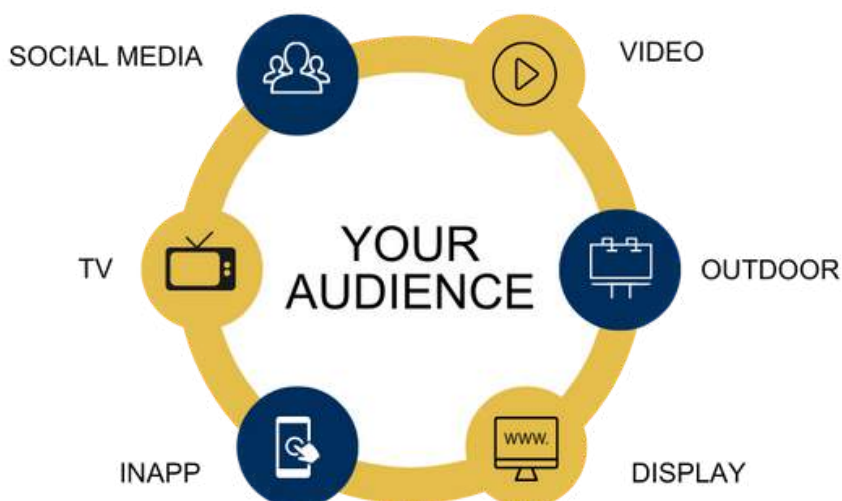 SOCIAL MEDIA
VIDEO
TV
YOUR
AUDIENCE
OUTDOOR
INAPP
WWW.
DISPLAY